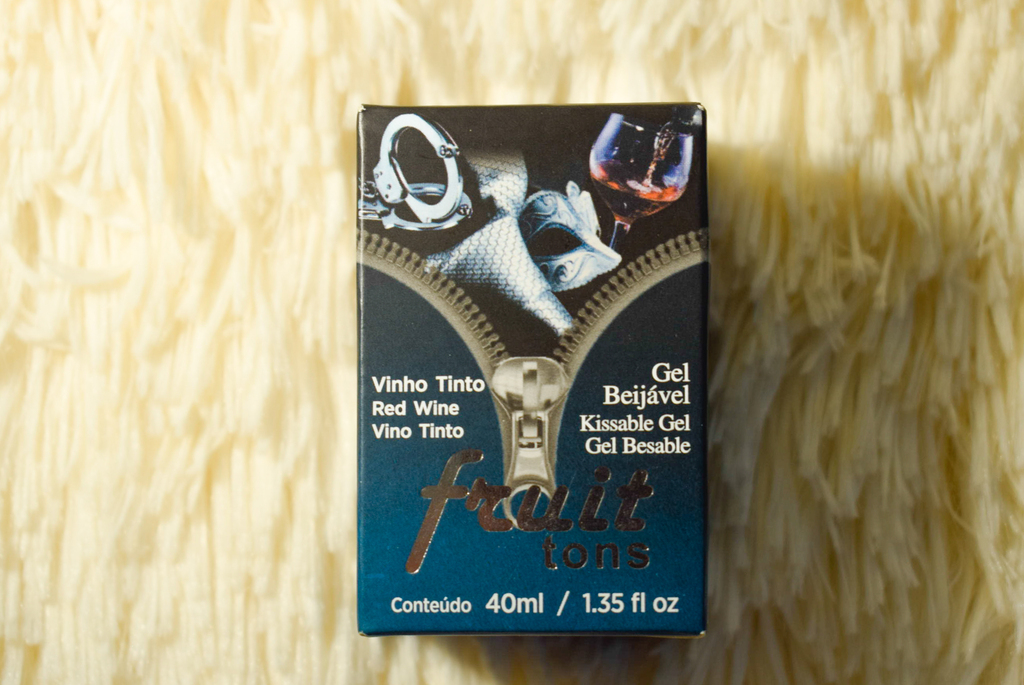 Vinho Tinto
Red Wine
Vino Tinto
Gel
Beijável
Kissable Gel
Gel Besable
fruit
tons
Conteúdo 40ml / 1.35 fl oz